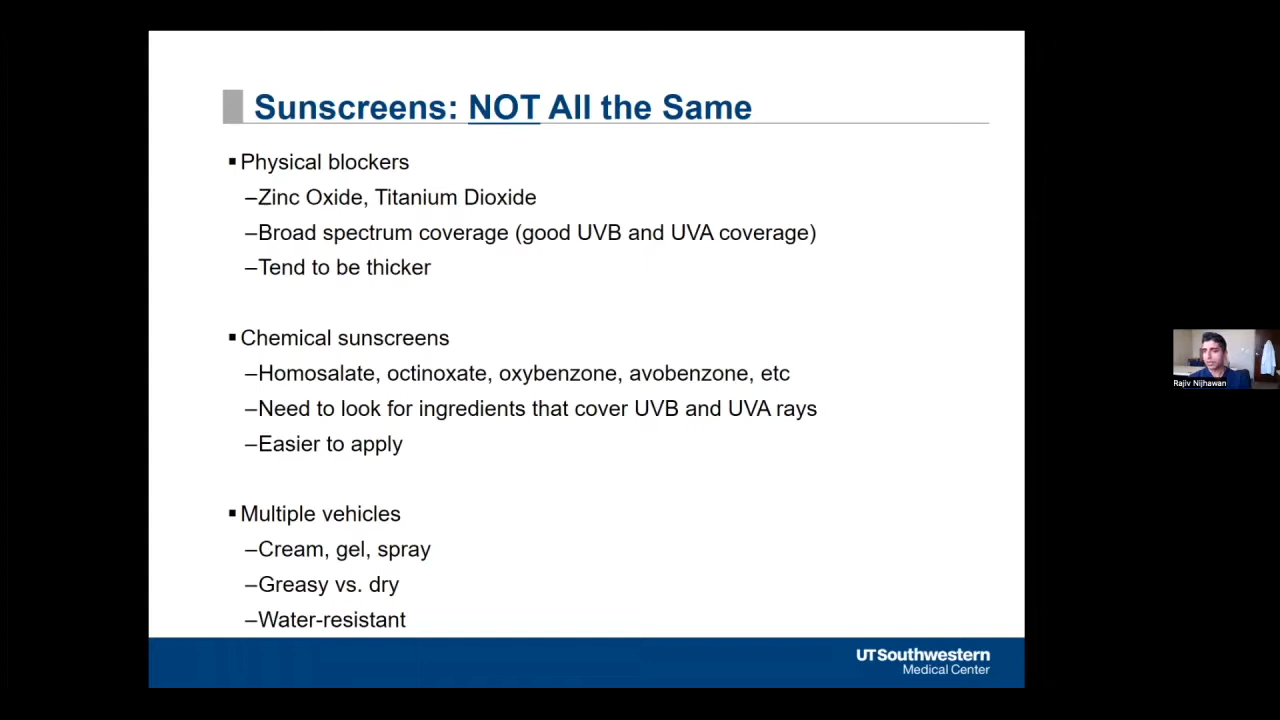 Sunscreens: NOT All the Same
▪Physical blockers
–Zinc Oxide, Titanium Dioxide
–Broad spectrum coverage (good UVB and UVA coverage)
–Tend to be thicker
▪Chemical sunscreens
–Homosalate, octinoxate, oxybenzone, avobenzone, etc
–Need to look for ingredients that cover UVB and UVA rays
–Easier to apply
▪Multiple vehicles
–Cream, gel, spray
–Greasy vs. dry
–Water-resistant
UTSouthwestern
Medical Center
Rajiv Nijhawan